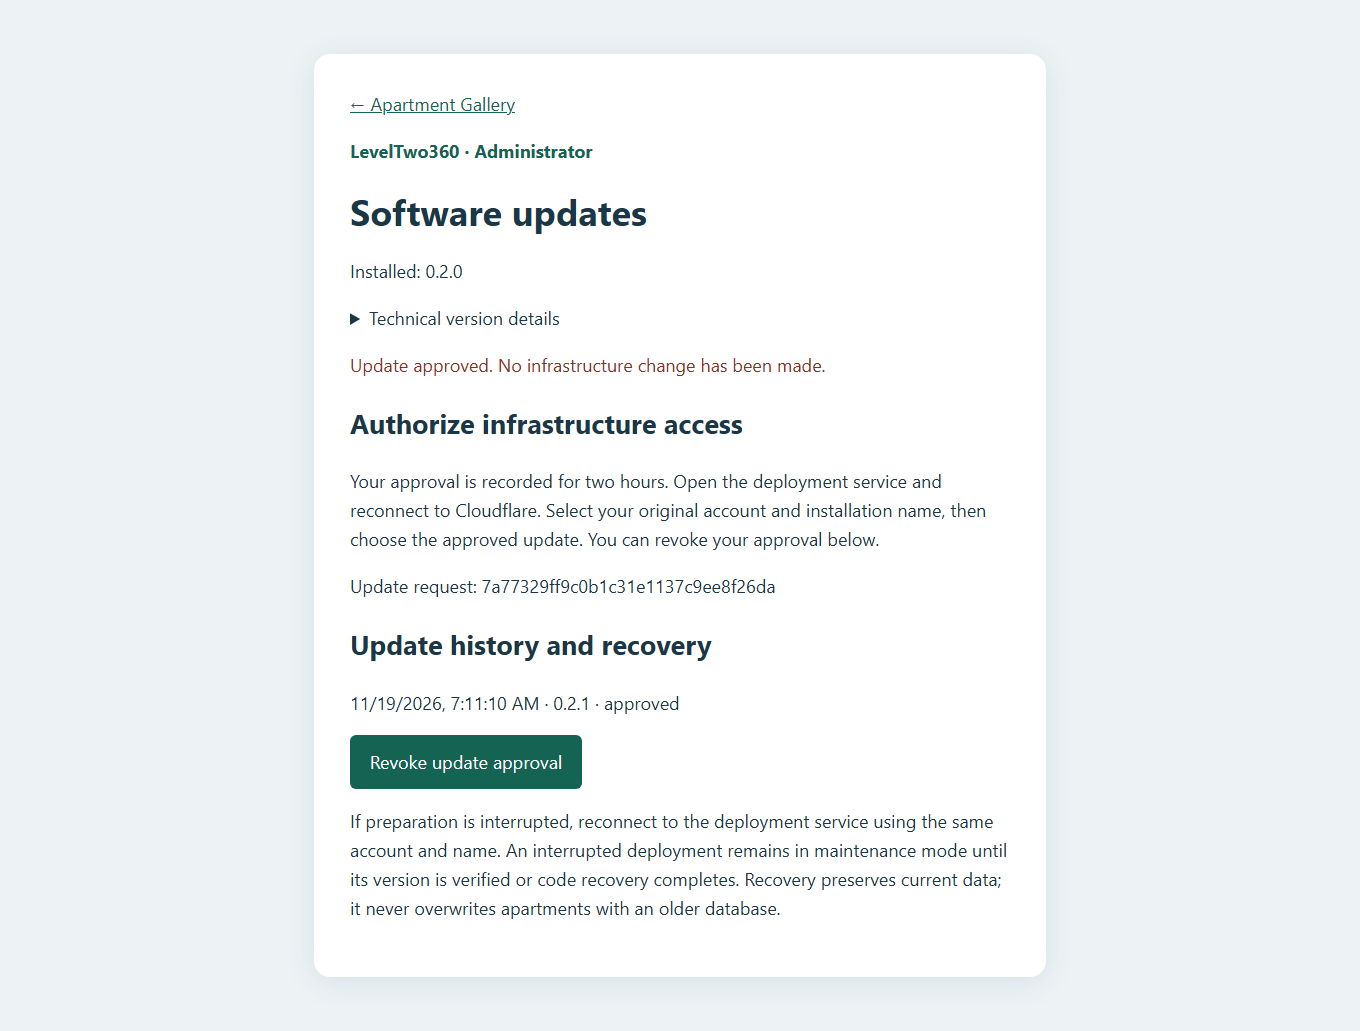 ← Apartment Gallery
LevelTwo360 · Administrator
Software updates
Installed: 0.2.0
▶ Technical version details
Update approved. No infrastructure change has been made.
Authorize infrastructure access
Your approval is recorded for two hours. Open the deployment service and
reconnect to Cloudflare. Select your original account and installation name, then
choose the approved update. You can revoke your approval below.
Update request: 7a77329ff9c0b1c31e1137c9ee8f26da
Update history and recovery
11/19/2026, 7:11:10 AM · 0.2.1 · approved
Revoke update approval
If preparation is interrupted, reconnect to the deployment service using the same
account and name. An interrupted deployment remains in maintenance mode until
its version is verified or code recovery completes. Recovery preserves current data;
it never overwrites apartments with an older database.